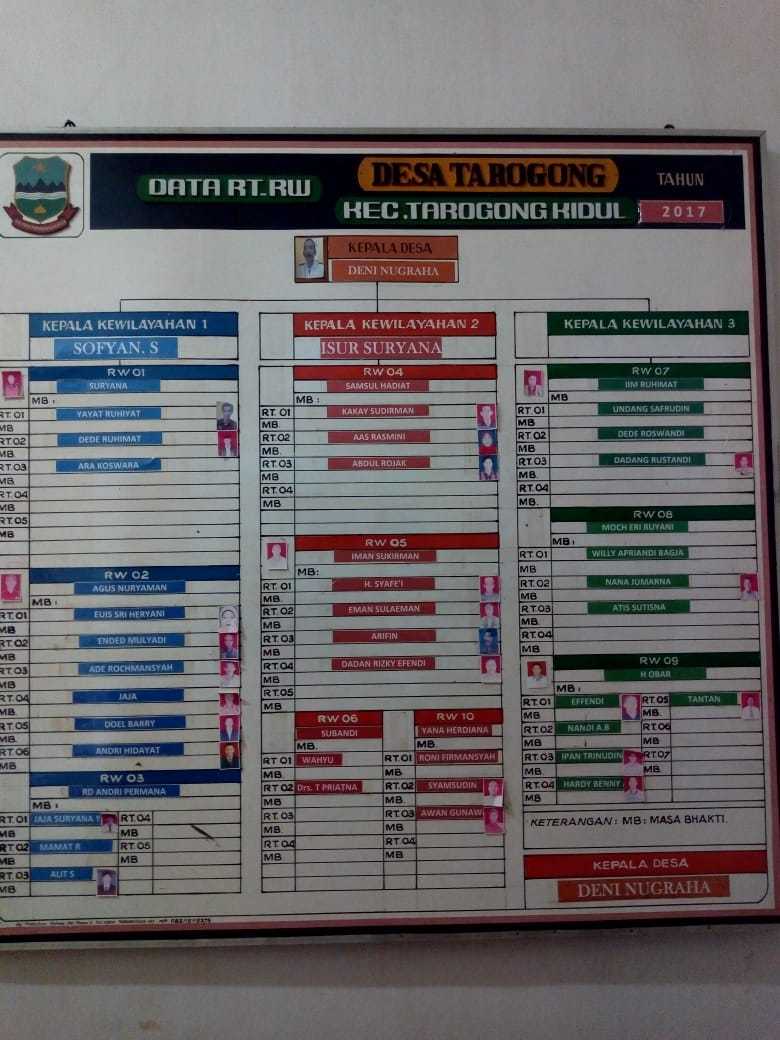 DATA RT.RW
DESA TAROGONG
KEC.TAROGONG KIDUL
TAHUN
2017
KEPALA DESA
DENI NUGRAHA
KEPALA KEWILAYAHAN 1
SOFYAN. S
RW 01
SURYANA
MB :
RT. 01 YAYAT RUHIYAT
MB
RT.02 DEDE RUHIMAT
MB.
RT.03 ARA KOSWARA
MB
RT.04
MB
RT.05
MB
RW 02
AGUS NURYAMAN
MB :
RT.01 EUIS SRI HERYANI
MB
RT.02 ENDED MULYADI
MB
RT.03 ADE ROCHMANSYAH
MB
RT.04 JAJA
MB
RT.05 DOEL BARRY
MB
RT.06 ANDRI HIDAYAT
MB
RW 03
RD ANDRI PERMANA
MB :
RT.01 JAJA SURYANA RT.04
MB MB
RT.02 MAMAT R RT.05
MB MB
RT.03 ALIT S
MB
KEPALA KEWILAYAHAN 2
ISUR SURYANA
RW 04
SAMSUL HADIAT
MB :
RT. 01 KAKAY SUDIRMAN
MB
RT.02 AAS RASMINI
MB.
RT.03 ABDUL ROJAK
MB
RT.04
MB
RW 05
IMAN SUKIRMAN
MB:
RT. 01 H. SYAFE'I
MB
RT.02 EMAN SULAEMAN
MB
RT.03 ARIFIN
MB
RT.04 DADAN RIZKY EFENDI
MB
RT.05
MB
RW 06
SUBANDI
MB.
RT 01 WAHYU
MB
RT 02 Drs. T PRIATNA
MB
RT.03
MB
RT.04
MB
RW 10
YANA HERDIANA
MB.
RT.01 RONI FIRMANSYAH
MB
RT.02 SYAMSUDIN
MB
RT.03 AWAN GUNAW
MB
RT.04
MB
KEPALA KEWILAYAHAN 3
RW 07
IIM RUHIMAT
MB
RT.01 UNDANG SAFRUDIN
MB
RT.02 DEDE ROSWANDI
MB
RT.03 DADANG RUSTANDI
MB
RT.04
MB.
RW 08
MOCH ERI RUYANI
MB :
RT.01 WILLY APRIANDI BAGJA
MB
RT.02 NANA JUMARNA
MB
RT.03 ATIS SUTISNA
MB
RT.04
MB
RW 09
H OBAR
MB :
RT.01 EFFENDI RT.05 TANTAN
MB MB.
RT.02 NANDI A.B RT.06
MB MB
RT.03 IPAN TRINUDIN RT.07
MB MB
RT.04 HARDY BENNY
MB
KETERANGAN : MB : MASA BHAKTI.
KEPALA DESA
DENI NUGRAHA